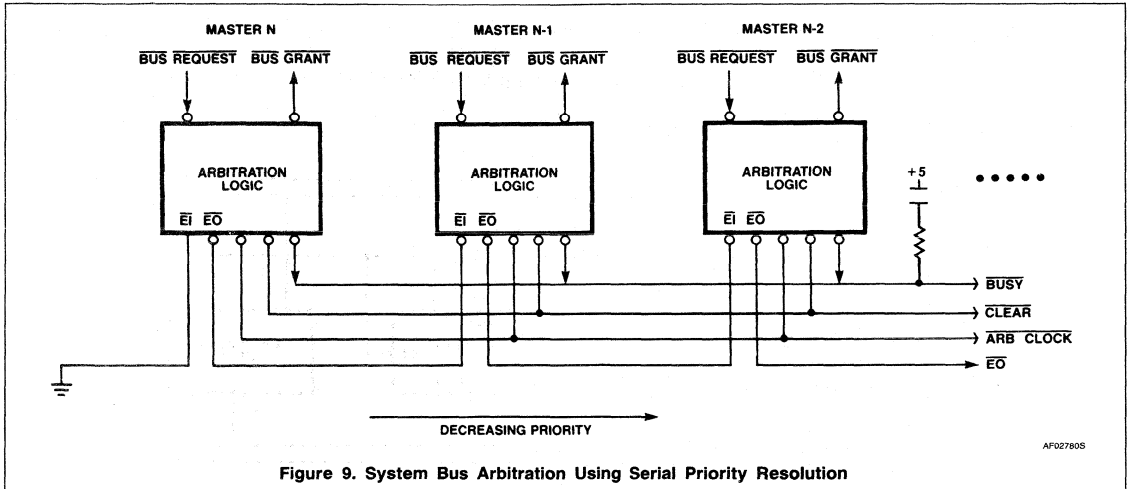 MASTER N
MASTER N-1
MASTER N-2
BUS REQUEST BUS GRANT
BUS REQUEST BUS GRANT
BUS REQUEST BUS GRANT
ARBITRATION
LOGIC
EI EO
ARBITRATION
LOGIC
EI EO
ARBITRATION
LOGIC
EI EO
+5
BUSY
CLEAR
ARB CLOCK
EO
DECREASING PRIORITY
AF02780S
Figure 9. System Bus Arbitration Using Serial Priority Resolution